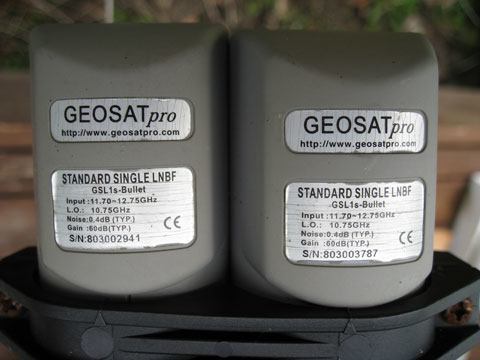 GEOSATpro
http://www.geosatpro.com
STANDARD SINGLE LNBF
GSL1s-Bullet
Input :11.70~12.75GHz
L.O.: 10.75GHz
Noise:0.4dB (TYP.)
Gain :60dB(TYP.)
CE
S/N:803002941
GEOSATpro
http://www.geosatpro.com
STANDARD SINGLE LNBF
GSL1s-Bullet
Input : 11.70~12.75GHz
L.O.: 10.75GHz
Noise:0.4dB(TYP.)
Gain :60dB(TYP.)
CE
S/N:803003787